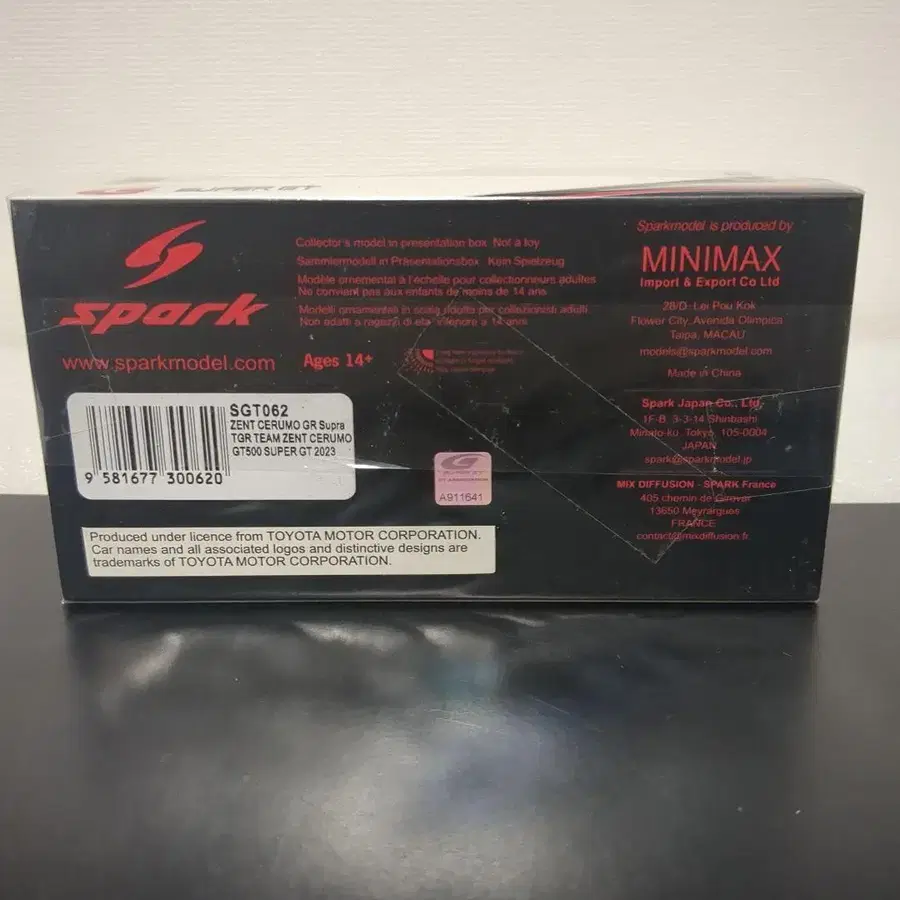 SUPER GT
spark
www.sparkmodel.com
Collector's model in presentation box Not a toy
Sammlermodell in Präsentationsbox Kein Spielzeug
Modèle ornemental à l'échelle pour collectionneurs adultes
Ne convient pas aux enfants de moins de 14 ans
Modelli ornamentali in scala ridotta per collezionisti adulti
Non adatti a ragazzi di eta' inferiore a 14 anni
Ages 14+
Sparkmodel is produced by
MINIMAX
Import & Export Co Ltd
28/D Lei Pou Kok
Flower City, Avenida Olimpica
Taipa, MACAU
models@sparkmodel.com
Made in China
Spark Japan Co., Ltd.
1F-B, 3-3-14 Shinbashi
Minato-ku, Tokyo, 105-0004
JAPAN
spark@sparkmodel.jp
MIX DIFFUSION - SPARK France
405 chemin de
13650 Meyrargues
FRANCE
contact@mixdiffusion.fr
SGT062
ZENT CERUMO GR Supra
TGR TEAM ZENT CERUMO
GT500 SUPER GT 2023
9 581677 300620
A911641
Produced under licence from TOYOTA MOTOR CORPORATION.
Car names and all associated logos and distinctive designs are
trademarks of TOYOTA MOTOR CORPORATION.